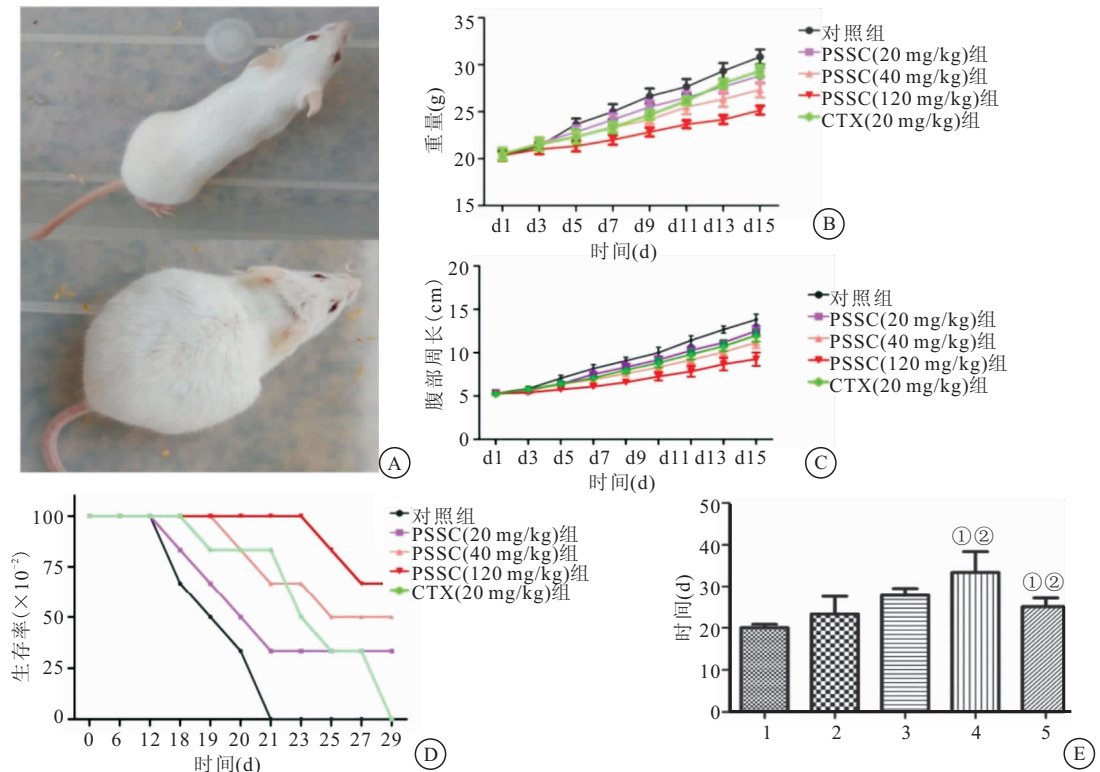 A
重量(g)
35
30
25
20
15
d1 d3 d5 d7 d9 d11 d13 d15
时间(d)
对照组
PSSC(20 mg/kg)组
PSSC(40 mg/kg)组
PSSC(120 mg/kg)组
CTX(20 mg/kg)组
B
腹部周长(cm)
20
15
10
5
0
d1 d3 d5 d7 d9 d11 d13 d15
时间(d)
对照组
PSSC(20 mg/kg)组
PSSC(40 mg/kg)组
PSSC(120 mg/kg)组
CTX(20 mg/kg)组
C
生存率(×10⁻²)
100
75
50
25
0
0 6 12 18 19 20 21 23 25 27 29
时间(d)
对照组
PSSC(20 mg/kg)组
PSSC(40 mg/kg)组
PSSC(120 mg/kg)组
CTX(20 mg/kg)组
D
时间(d)
50
40
30
20
10
0
①②
①②
1 2 3 4 5
E